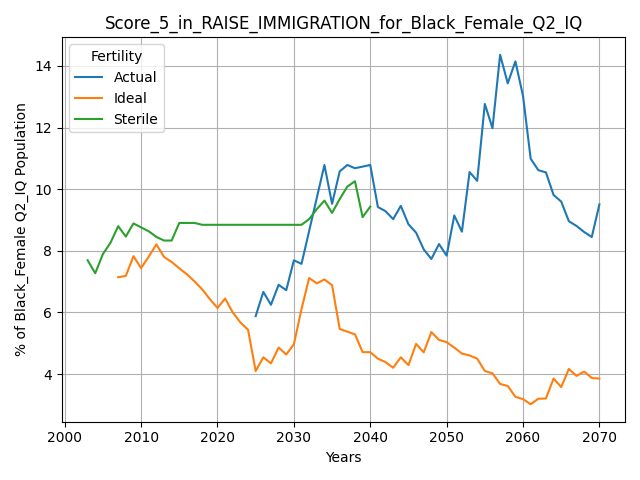 Score_5_in_RAISE_IMMIGRATION_for_Black_Female_Q2_IQ
Fertility
Actual
Ideal
Sterile
% of Black_Female Q2_IQ Population
14
12
10
8
6
4
2000
2010
2020
2030
2040
2050
2060
2070
Years